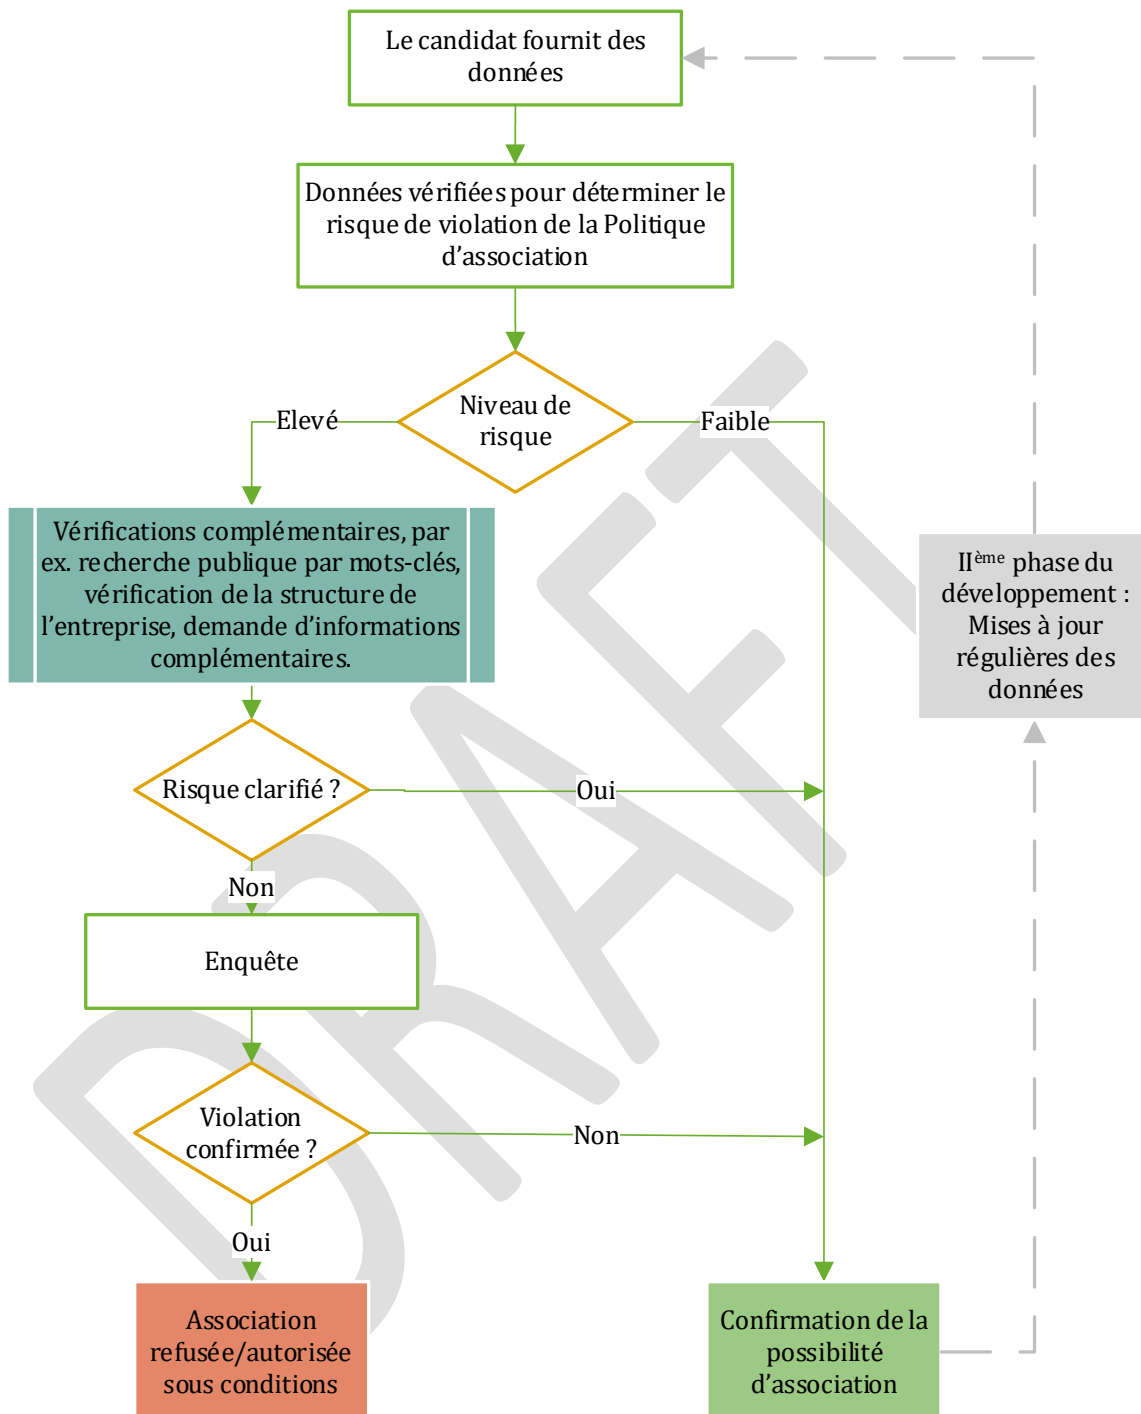 Le candidat fournit des
données
Données vérifiées pour déterminer le
risque de violation de la Politique
d’association
Niveau de
risque
Elevé
Faible
Vérifications complémentaires, par
ex. recherche publique par mots-clés,
vérification de la structure de
l’entreprise, demande d’informations
complémentaires.
IIème phase du
développement :
Mises à jour
régulières des
données
Risque clarifié ?
Oui
Non
Enquête
Violation
confirmée ?
Non
Oui
Association
refusée/autorisée
sous conditions
Confirmation de la
possibilité
d’association
DRAFT